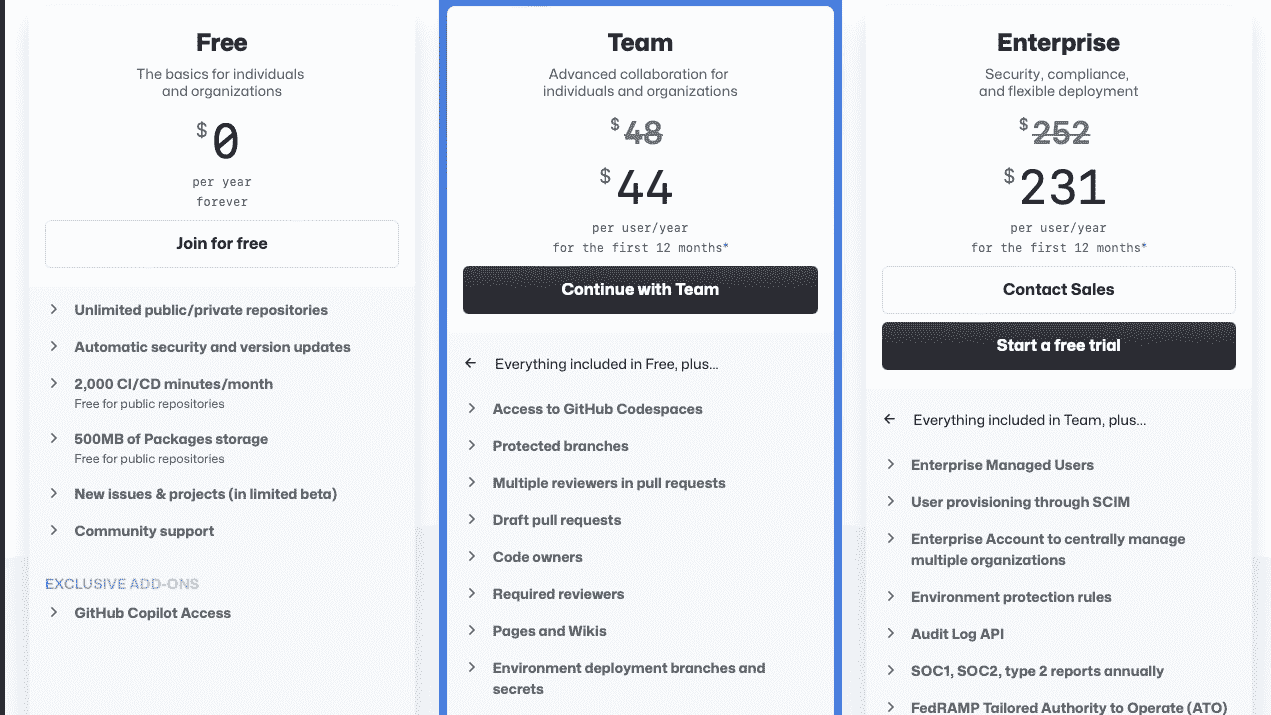 Free
The basics for individuals
and organizations
$0
per year
forever
Join for free
Unlimited public/private repositories
Automatic security and version updates
2,000 CI/CD minutes/month
Free for public repositories
500MB of Packages storage
Free for public repositories
New issues & projects (in limited beta)
Community support
EXCLUSIVE ADD-ONS
GitHub Copilot Access
Team
Advanced collaboration for
individuals and organizations
$48
$44
per user/year
for the first 12 months*
Continue with Team
Everything included in Free, plus...
Access to GitHub Codespaces
Protected branches
Multiple reviewers in pull requests
Draft pull requests
Code owners
Required reviewers
Pages and Wikis
Environment deployment branches and
secrets
Enterprise
Security, compliance,
and flexible deployment
$252
$231
per user/year
for the first 12 months*
Contact Sales
Start a free trial
Everything included in Team, plus...
Enterprise Managed Users
User provisioning through SCIM
Enterprise Account to centrally manage
multiple organizations
Environment protection rules
Audit Log API
SOC1, SOC2, type 2 reports annually
FedRAMP Tailored Authority to Operate (ATO)